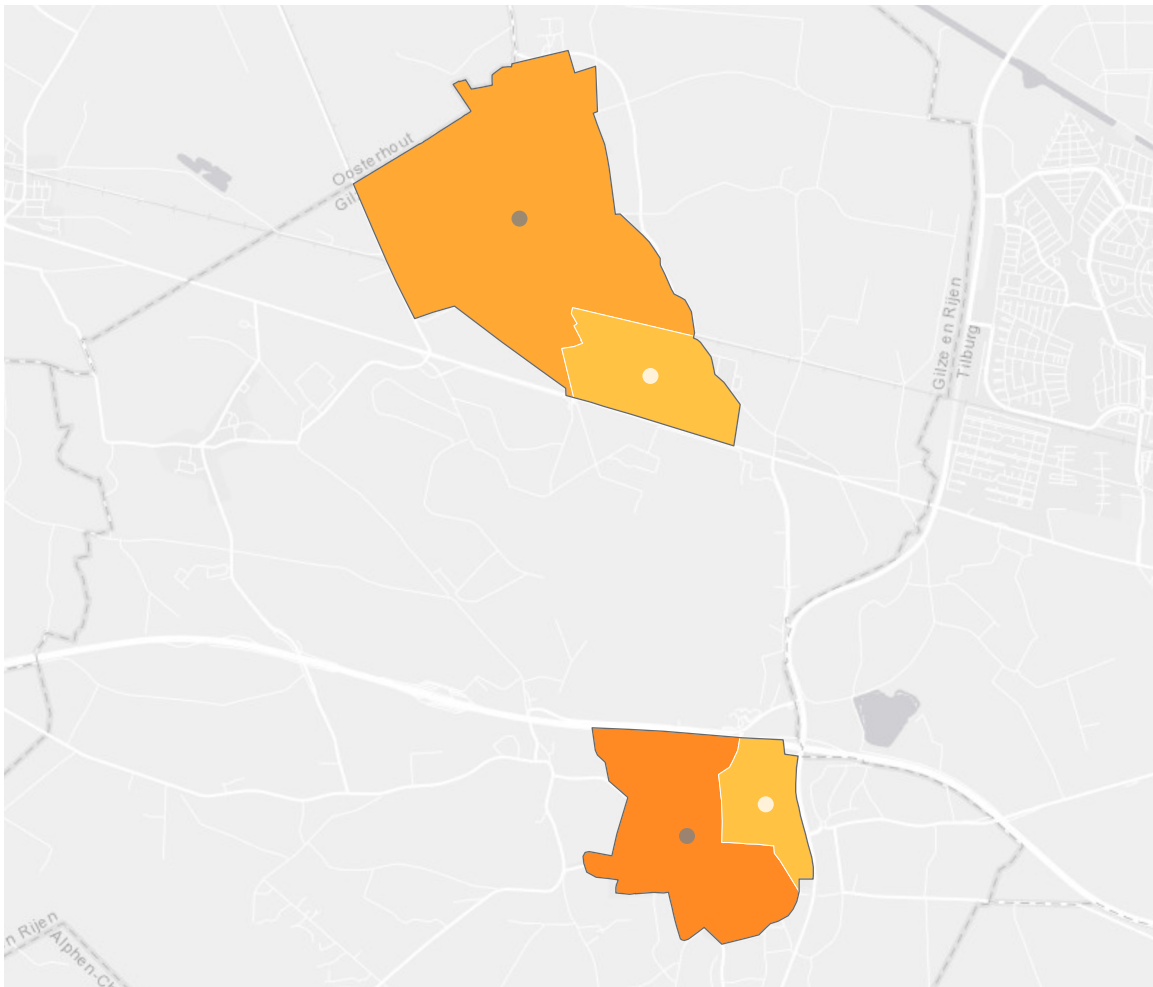 Oosterhout
Gil
Gilze en Rijen
Tilburg
n Rijen
Alphen-Ch